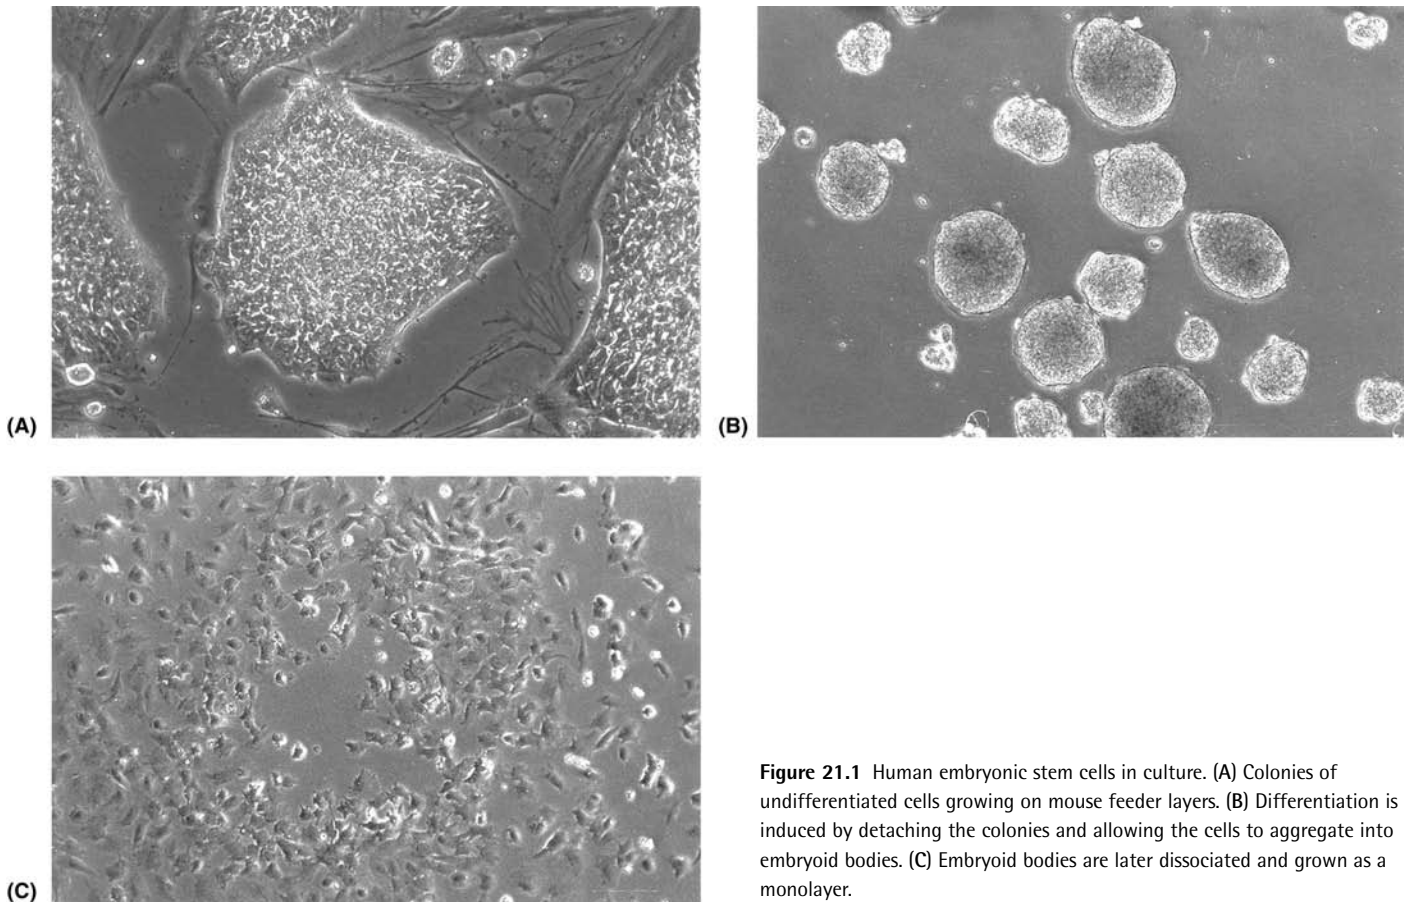 (A)
(B)
(C)
Figure 21.1 Human embryonic stem cells in culture. (A) Colonies of
undifferentiated cells growing on mouse feeder layers. (B) Differentiation is
induced by detaching the colonies and allowing the cells to aggregate into
embryoid bodies. (C) Embryoid bodies are later dissociated and grown as a
monolayer.